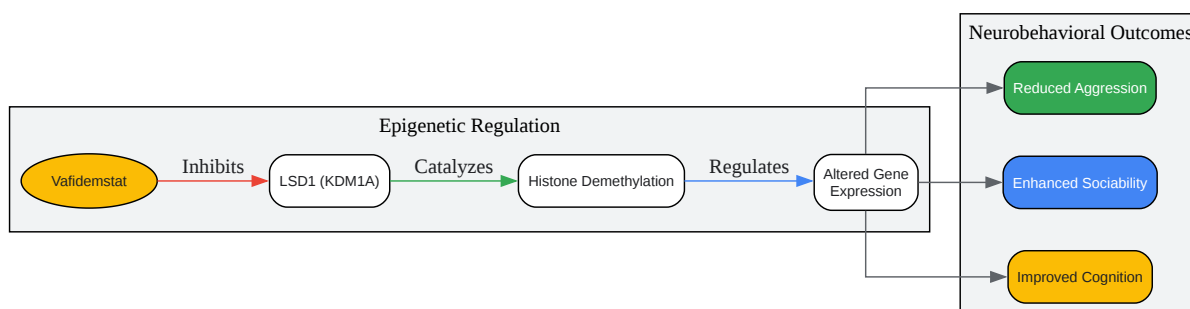 Neurobehavioral Outcomes
Reduced Aggression
Epigenetic Regulation
Vafidemstat
Inhibits
LSD1 (KDM1A)
Catalyzes
Histone Demethylation
Regulates
Altered Gene
Expression
Enhanced Sociability
Improved Cognition